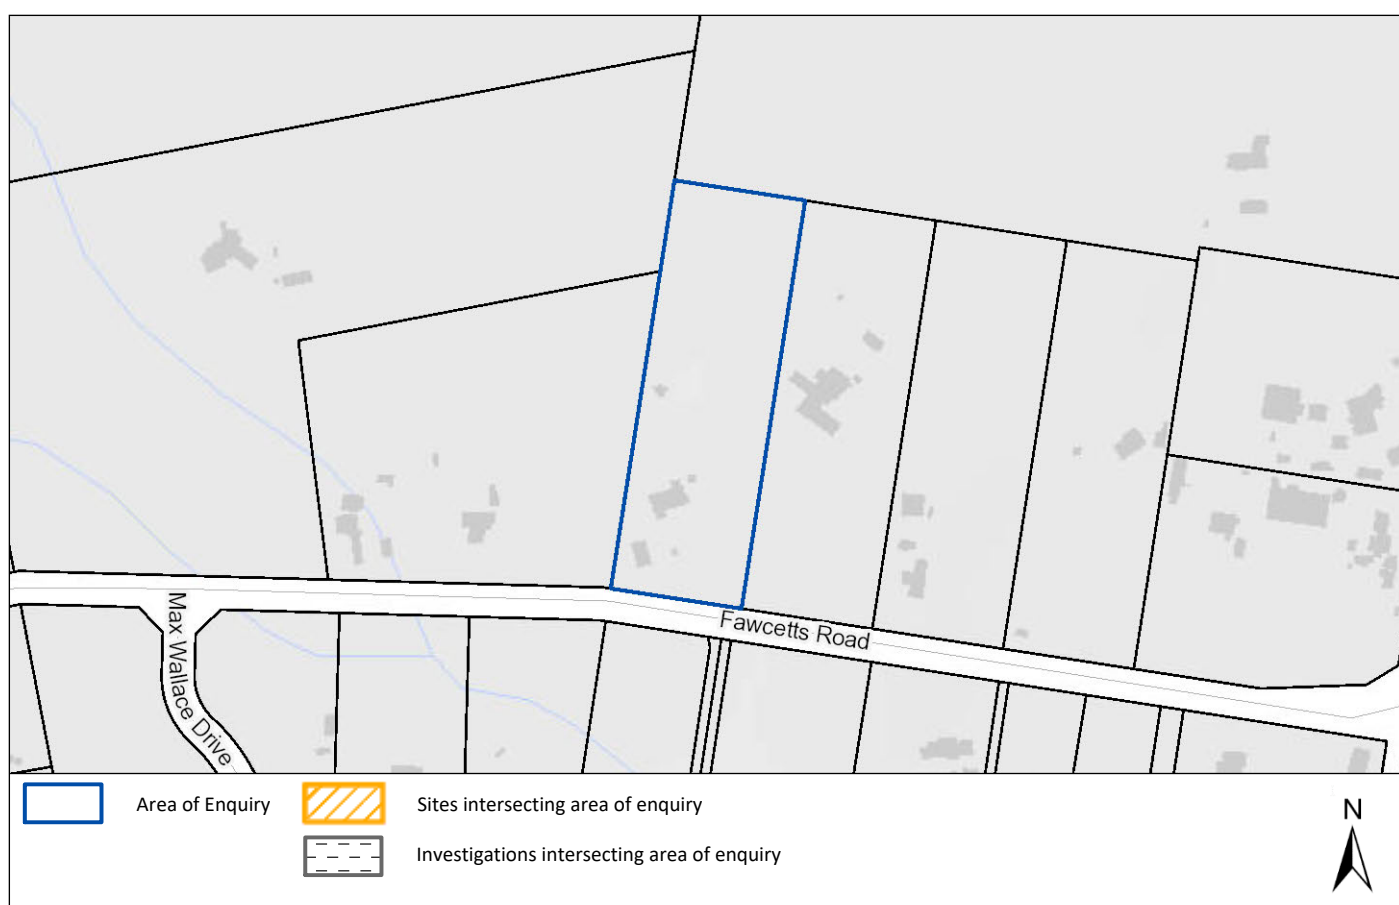 Fawcetts Road
Max Wallace Drive
Area of Enquiry
Sites intersecting area of enquiry
Investigations intersecting area of enquiry
N